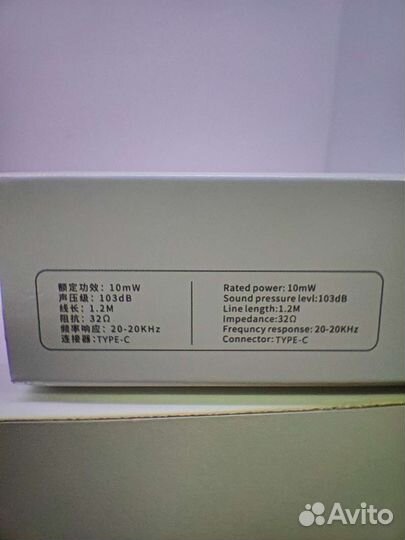 额定功效: 10mW
声压级: 103dB
线长: 1.2M
阻抗: 32Ω
频率响应: 20-20KHz
连接器: TYPE-C
Rated power: 10mW
Sound pressure levl:103dB
Line length:1.2M
Impedance:32Ω
Frequncy response: 20-20KHz
Connector: TYPE-C
Avito